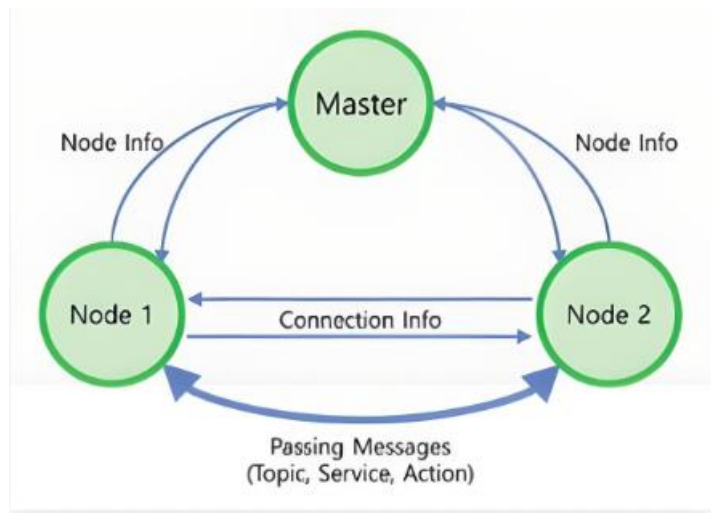 Master
Node Info
Node Info
Node 1
Connection Info
Node 2
Passing Messages
(Topic, Service, Action)